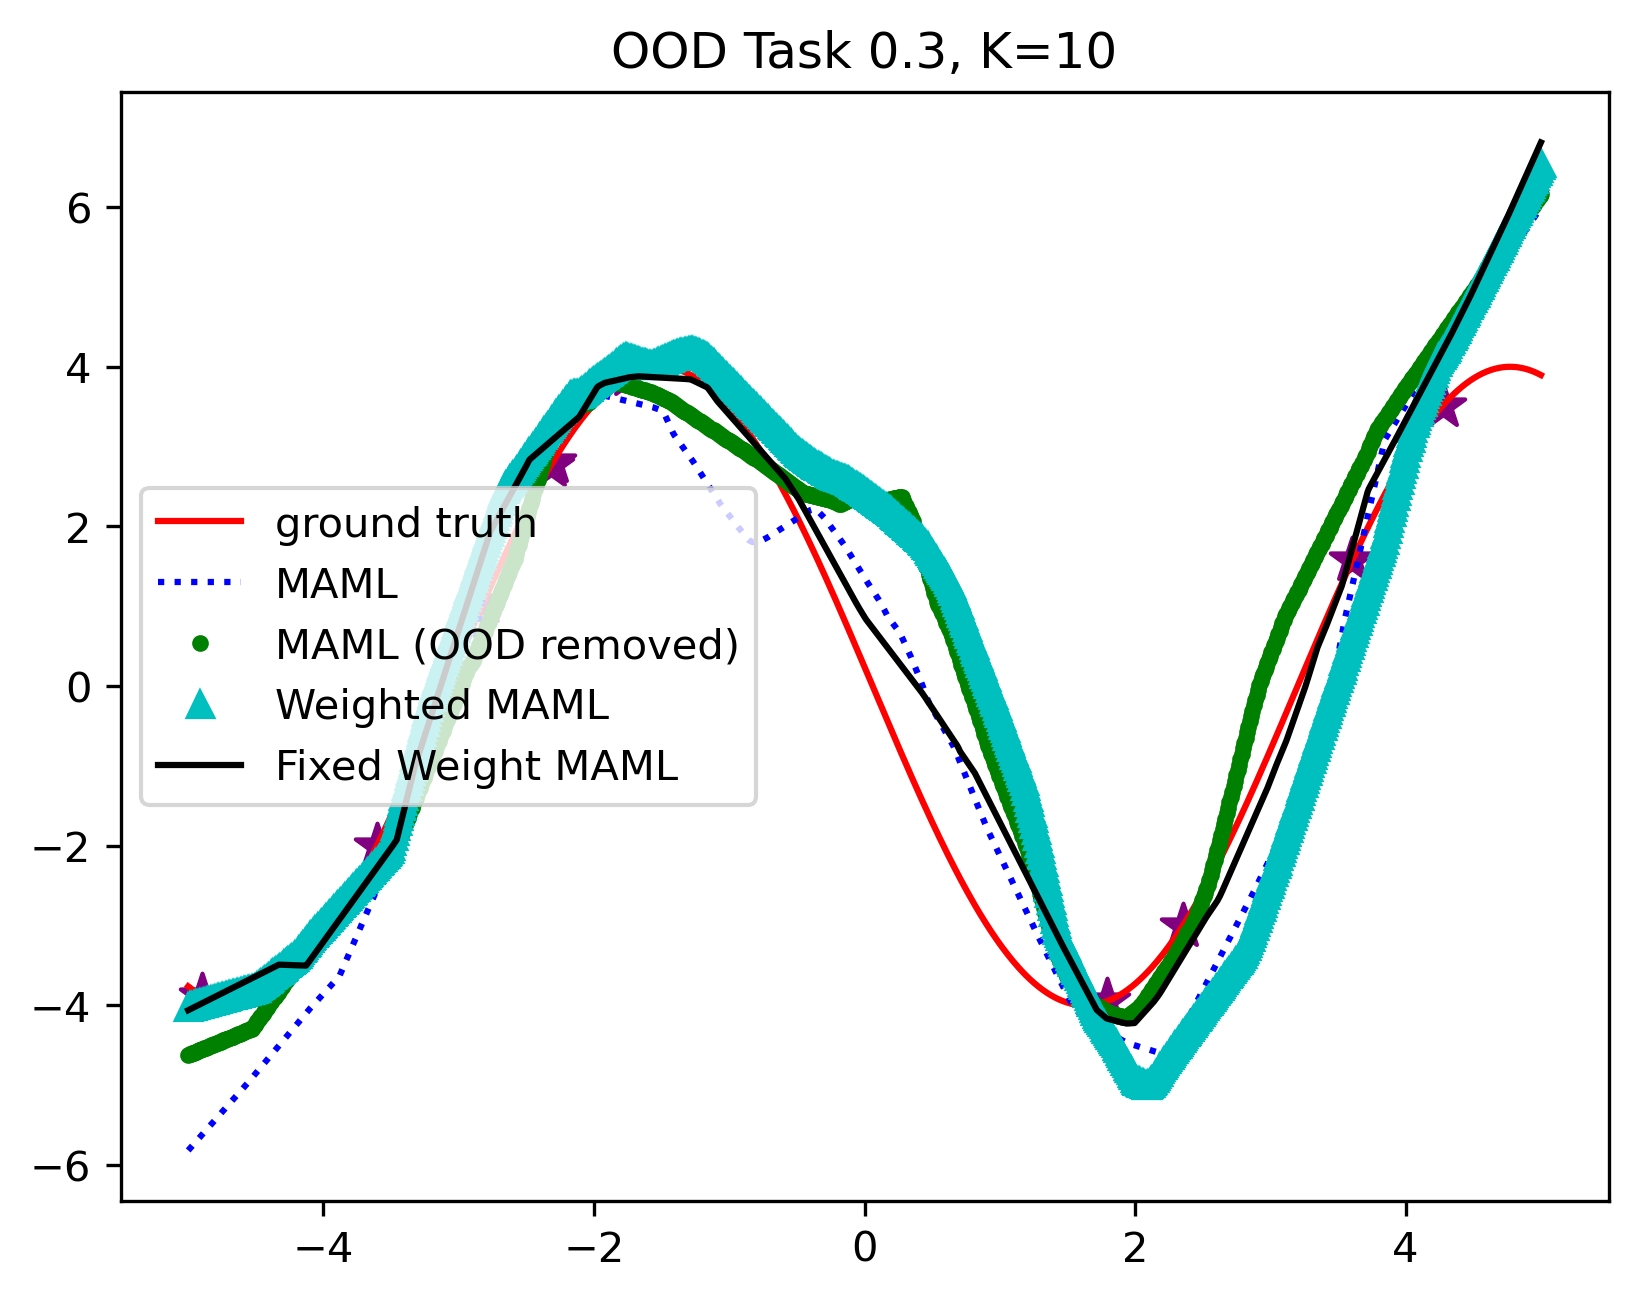 OOD Task 0.3, K=10
6
4
2
0
−2
−4
−6
ground truth
MAML
MAML (OOD removed)
Weighted MAML
Fixed Weight MAML
−4 −2 0 2 4